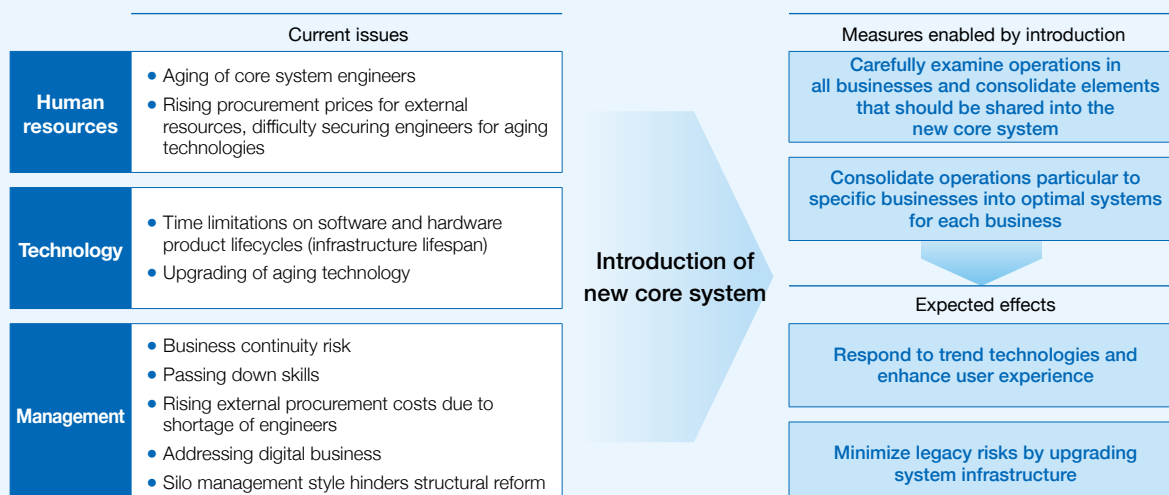 Current issues
Human
resources
• Aging of core system engineers
• Rising procurement prices for external
resources, difficulty securing engineers for aging
technologies
Technology
• Time limitations on software and hardware
product lifecycles (infrastructure lifespan)
• Upgrading of aging technology
Management
• Business continuity risk
• Passing down skills
• Rising external procurement costs due to
shortage of engineers
• Addressing digital business
• Silo management style hinders structural reform
Introduction of
new core system
Measures enabled by introduction
Carefully examine operations in
all businesses and consolidate elements
that should be shared into the
new core system
Consolidate operations particular to
specific businesses into optimal systems
for each business
Expected effects
Respond to trend technologies and
enhance user experience
Minimize legacy risks by upgrading
system infrastructure